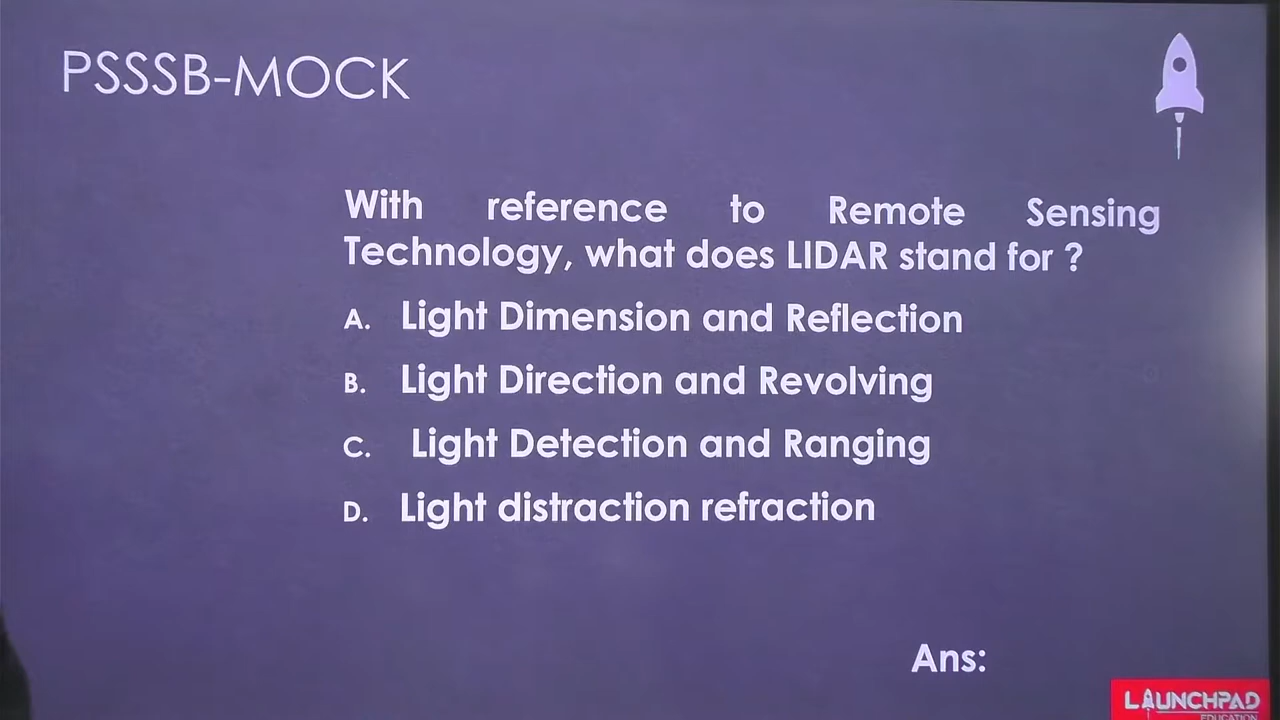 PSSSB-MOCK
With reference to Remote Sensing
Technology, what does LIDAR stand for ?
A. Light Dimension and Reflection
B. Light Direction and Revolving
C. Light Detection and Ranging
D. Light distraction refraction
Ans:
LAUNCHPAD
EDUCATION